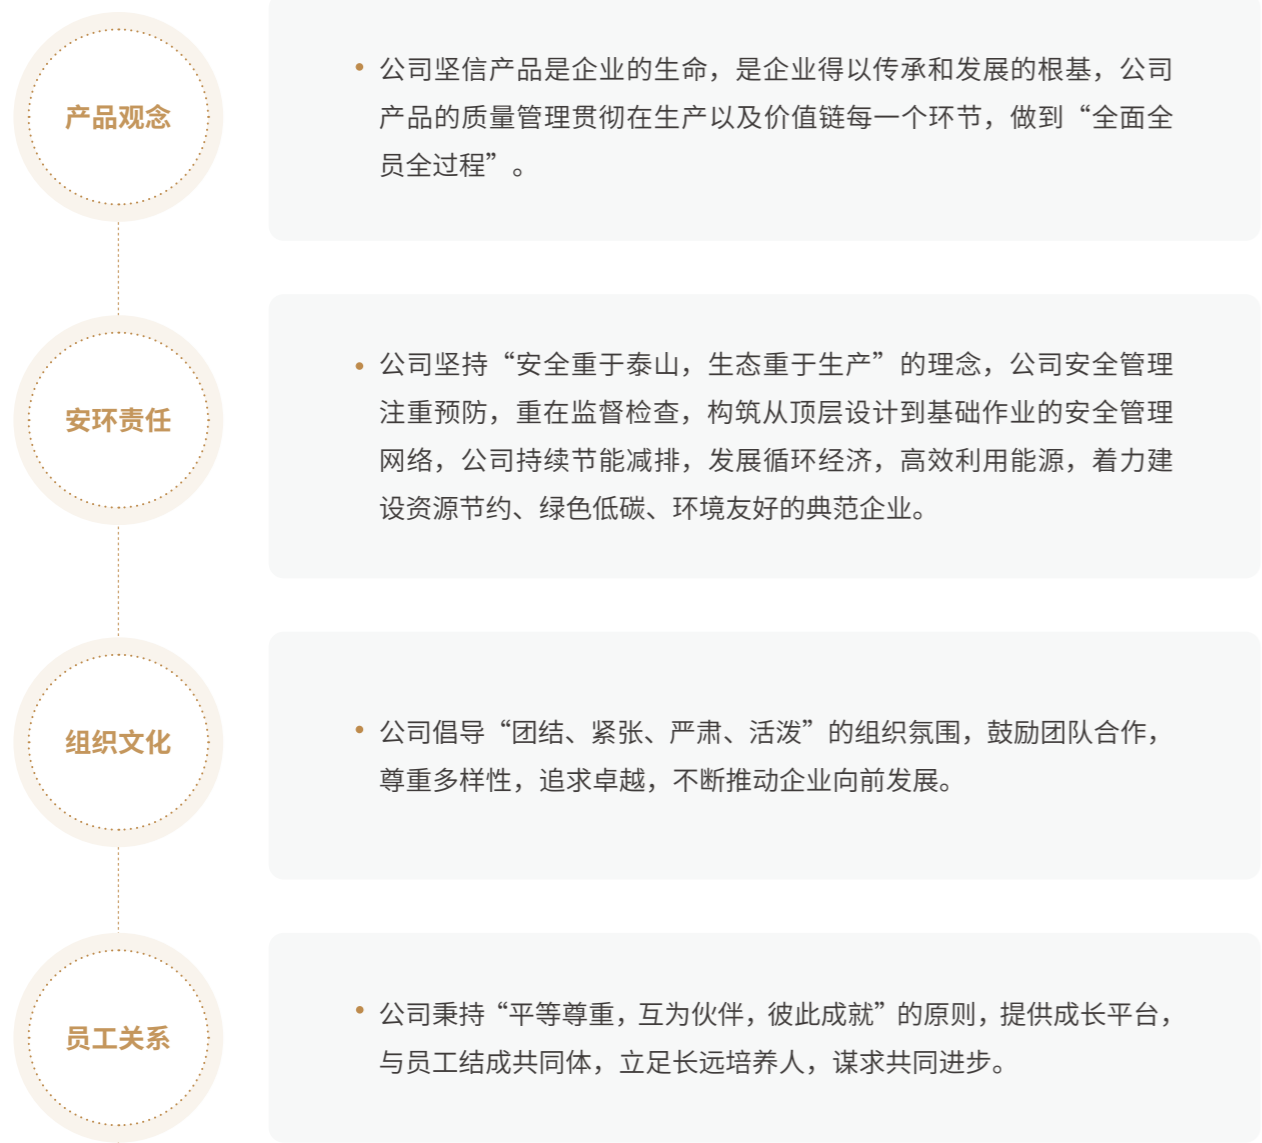 产品观念
公司坚信产品是企业的生命，是企业得以传承和发展的根基，公司
产品的质量管理贯彻在生产以及价值链每一个环节，做到“全面全
员全过程”。
安环责任
公司坚持“安全重于泰山，生态重于生产”的理念，公司安全管理
注重预防，重在监督检查，构筑从顶层设计到基础作业的安全管理
网络，公司持续节能减排，发展循环经济，高效利用能源，着力建
设资源节约、绿色低碳、环境友好的典范企业。
组织文化
公司倡导“团结、紧张、严肃、活泼”的组织氛围，鼓励团队合作，
尊重多样性，追求卓越，不断推动企业向前发展。
员工关系
公司秉持“平等尊重，互为伙伴，彼此成就”的原则，提供成长平台，
与员工结成共同体，立足长远培养人，谋求共同进步。